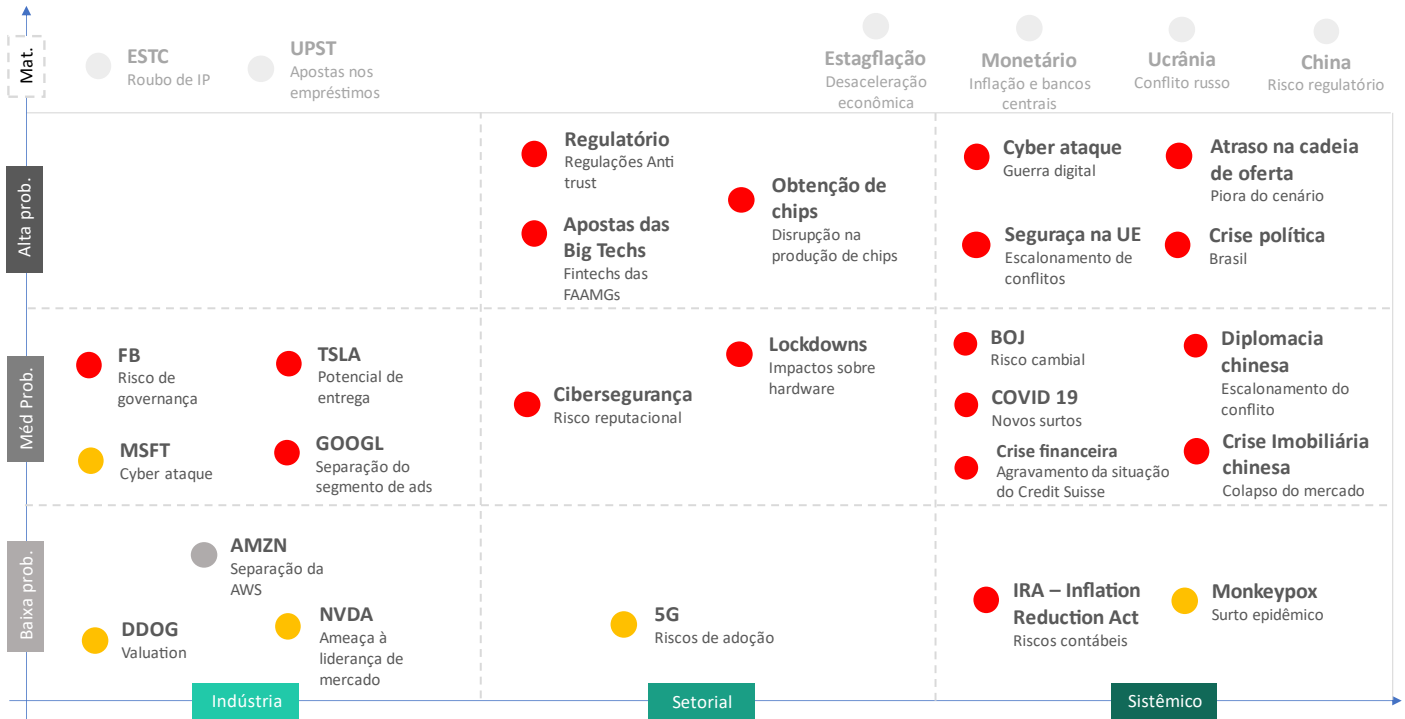 Mat.
ESTC
Roubo de IP
UPST
Apostas nos
empréstimos
Estagflação
Desaceleração
econômica
Monetário
Inflação e bancos
centrais
Ucrânia
Conflito russo
China
Risco regulatório
Alta prob.
Regulatório
Regulações Anti
trust
Apostas das
Big Techs
Fintechs das
FAAMGs
Obtenção de
chips
Disrupção na
produção de chips
Cyber ataque
Guerra digital
Atraso na cadeia
de oferta
Piora do cenário
Seguraça na UE
Escalonamento de
conflitos
Crise política
Brasil
Méd Prob.
FB
Risco de
governança
TSLA
Potencial de
entrega
MSFT
Cyber ataque
GOOGL
Separação do
segmento de ads
Cibersegurança
Risco reputacional
Lockdowns
Impactos sobre
hardware
BOJ
Risco cambial
COVID 19
Novos surtos
Crise financeira
Agravamento da situação
do Credit Suisse
Diplomacia
chinesa
Escalonamento do
conflito
Crise Imobiliária
chinesa
Colapso do mercado
Baixa prob.
AMZN
Separação da
AWS
DDOG
Valuation
NVDA
Ameaça à
liderança de
mercado
5G
Riscos de adoção
IRA – Inflation
Reduction Act
Riscos contábeis
Monkeypox
Surto epidêmico
Indústria
Setorial
Sistêmico